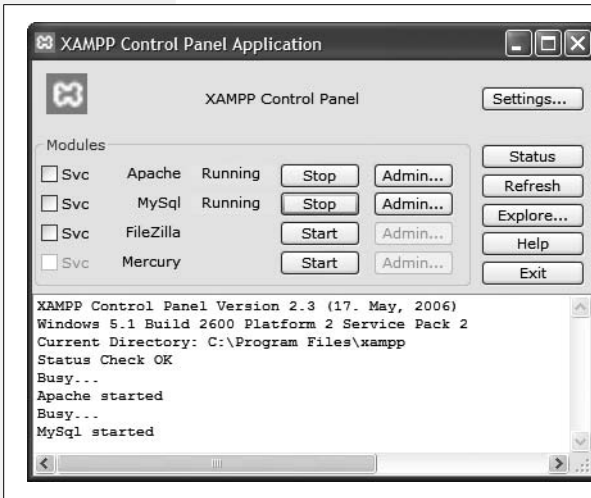 XAMPP Control Panel Application
XAMPP Control Panel
Settings...
Modules
Svc Apache Running Stop Admin...
Svc MySql Running Stop Admin...
Svc FileZilla Start Admin...
Svc Mercury Start Admin...
Status
Refresh
Explore...
Help
Exit
XAMPP Control Panel Version 2.3 (17. May, 2006)
Windows 5.1 Build 2600 Platform 2 Service Pack 2
Current Directory: C:\Program Files\xampp
Status Check OK
Busy...
Apache started
Busy...
MySql started